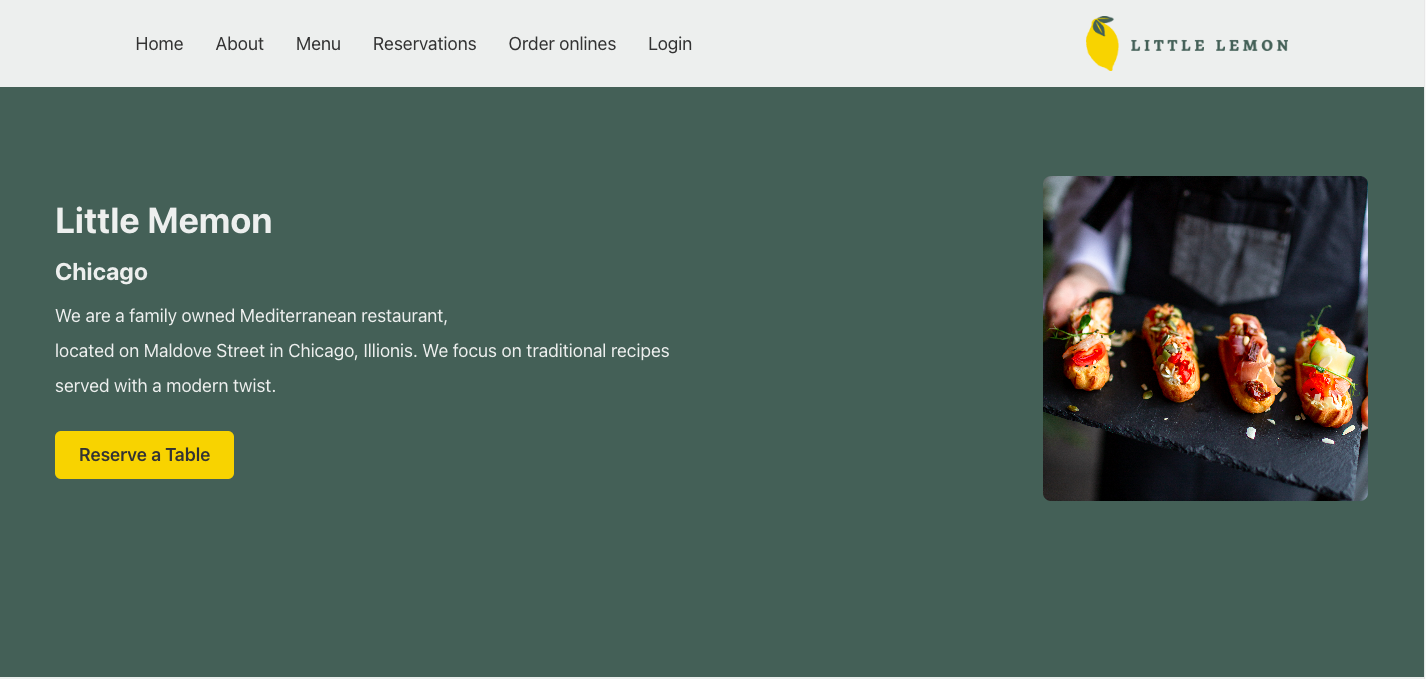 Home About Menu Reservations Order onlines Login
LITTLE LEMON
Little Memon
Chicago
We are a family owned Mediterranean restaurant,
located on Maldove Street in Chicago, Illionis. We focus on traditional recipes
served with a modern twist.
Reserve a Table